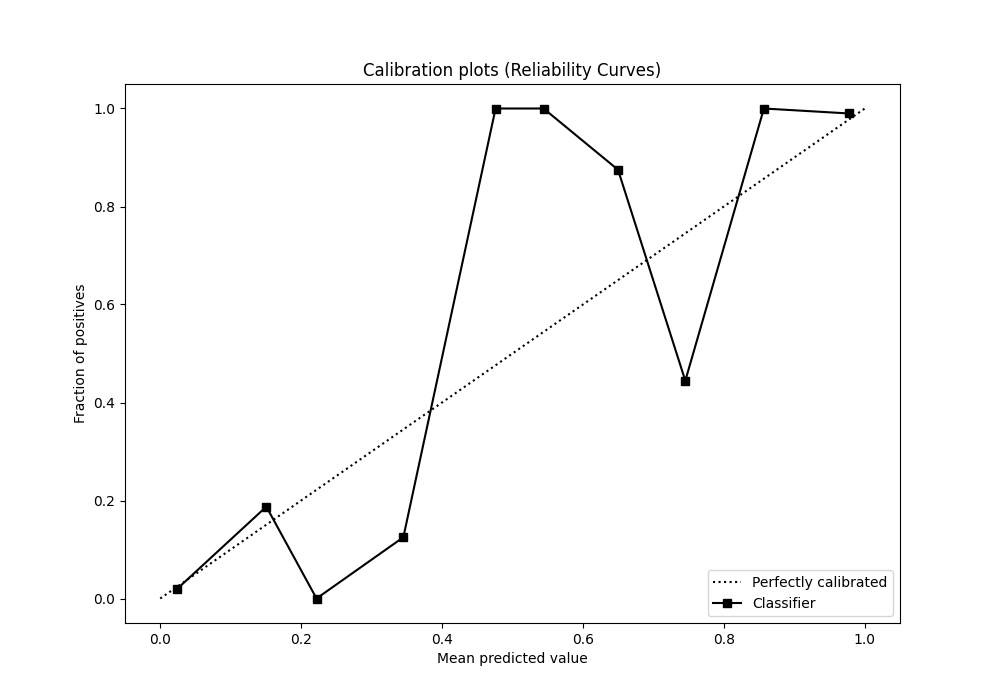 Calibration plots (Reliability Curves)
Fraction of positives
1.0
0.8
0.6
0.4
0.2
0.0
0.0 0.2 0.4 0.6 0.8 1.0
Mean predicted value
Perfectly calibrated
Classifier